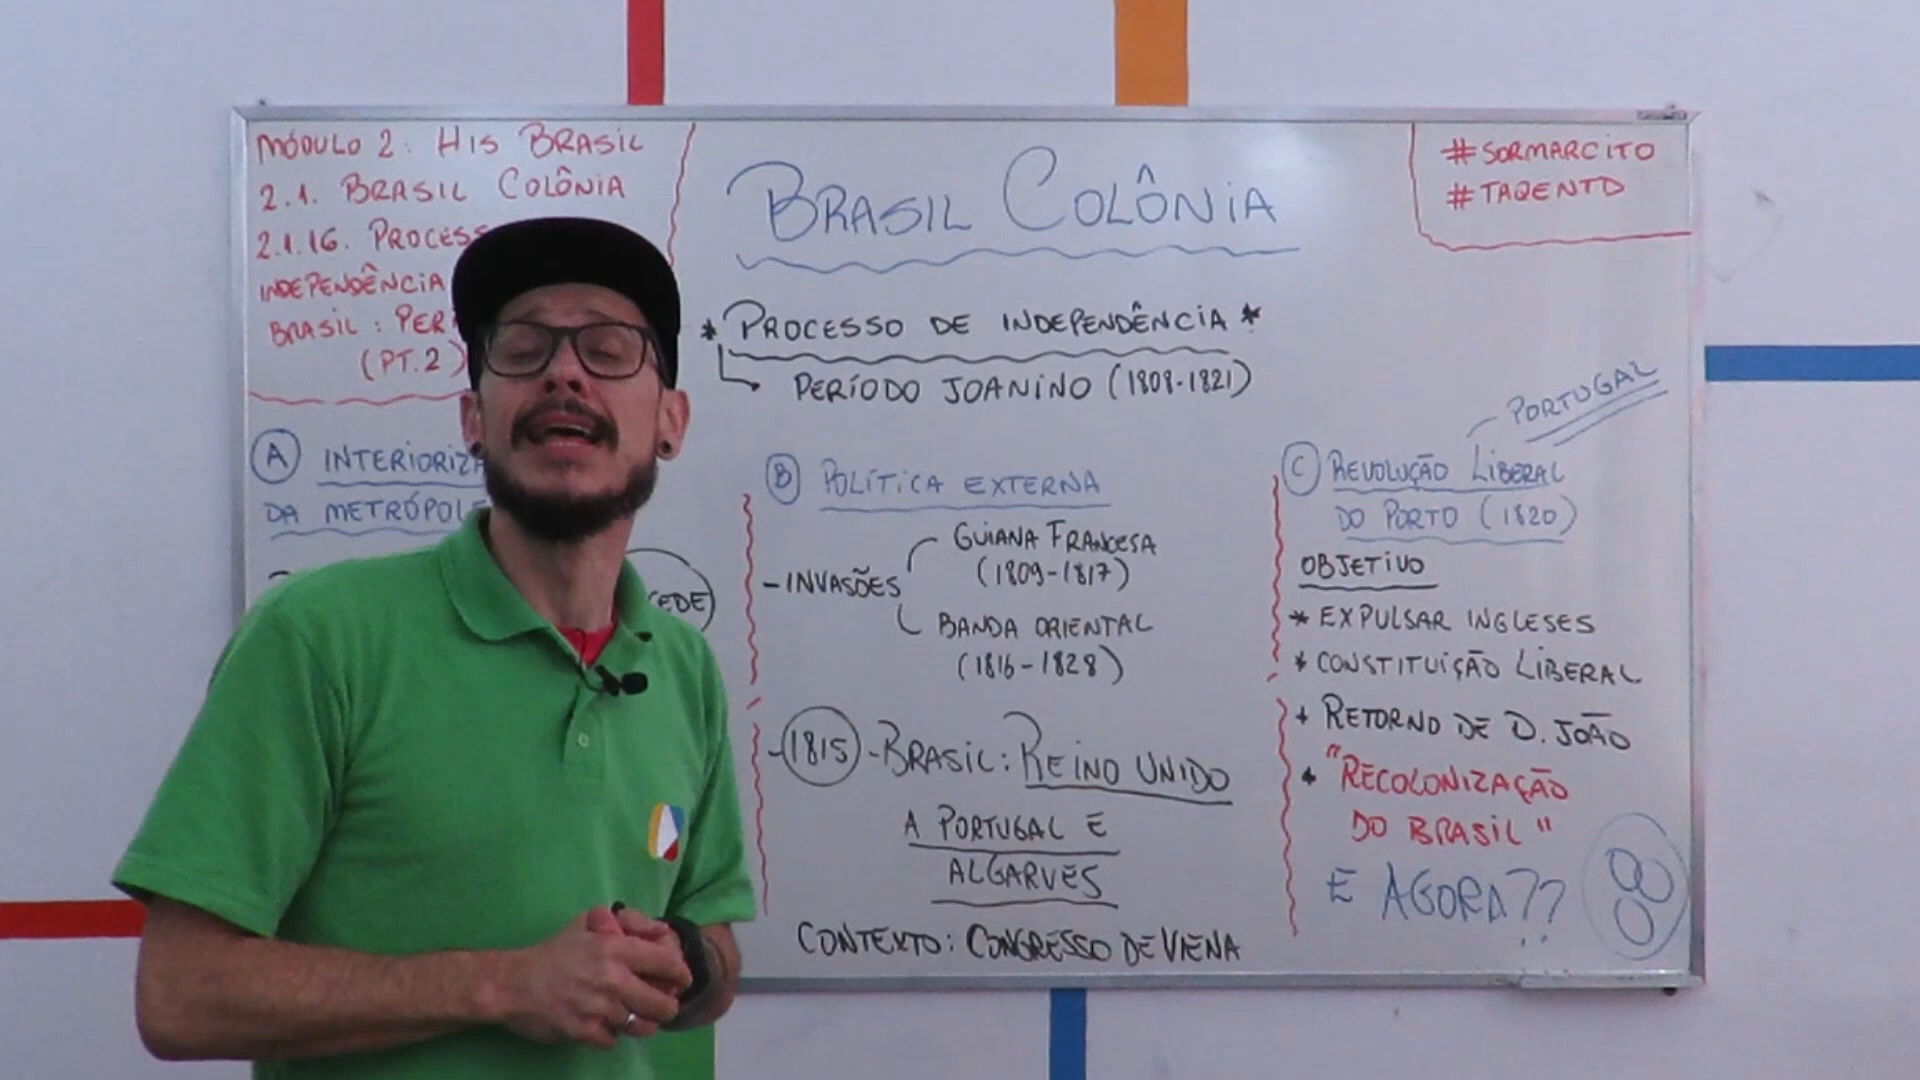 MÓDULO 2: HIS BRASIL
2.1. BRASIL COLÔNIA
2.1.16. PROCESS
INDEPENDÊNCIA
BRASIL: PER
(PT.2)
BRASIL COLÔNIA
#SORMARCITO
#TAQENTD
* PROCESSO DE INDEPENDÊNCIA *
PERÍODO JOANINO (1808-1821)
A INTERIORIZA
DA METRÓPOLE
B POLÍTICA EXTERNA
- INVASÕES
GUIANA FRANCESA
(1809-1817)
BANDA ORIENTAL
(1816-1828)
- 1815 - BRASIL: REINO UNIDO
A PORTUGAL E
ALGARVES
CONTEXTO: CONGRESSO DE VIENA
PORTUGAL
C REVOLUÇÃO LIBERAL
DO PORTO (1820)
OBJETIVO
* EXPULSAR INGLESES
* CONSTITUIÇÃO LIBERAL
+ RETORNO DE D. JOÃO
+ "RECOLONIZAÇÃO
DO BRASIL"
E AGORA??